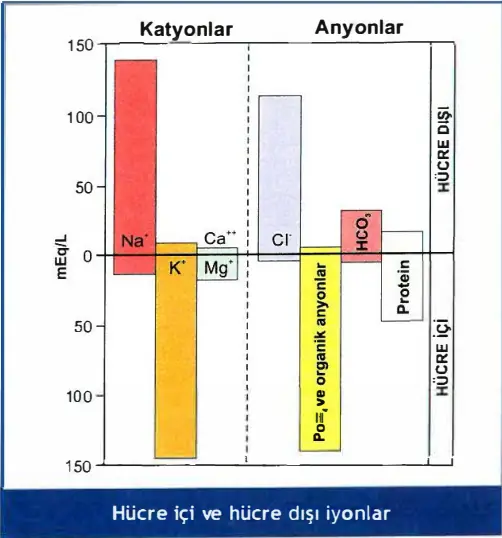 Katyonlar Anyonlar
150
100
50
0
50
100
150
mEq/L
Na⁺
K⁺
Ca⁺⁺
Mg⁺
Cl⁻
Po≡₄ ve organik anyonlar
HCO₃
Protein
HÜCRE DIŞI
HÜCRE İÇİ
Hücre içi ve hücre dışı iyonlar